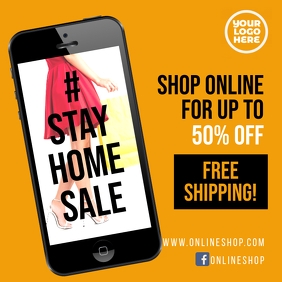 YOUR
LOGO
HERE
#
STAY
HOME
SALE
SHOP ONLINE
FOR UP TO
50% OFF
FREE
SHIPPING!
WWW.ONLINESHOP.COM
f ONLINESHOP